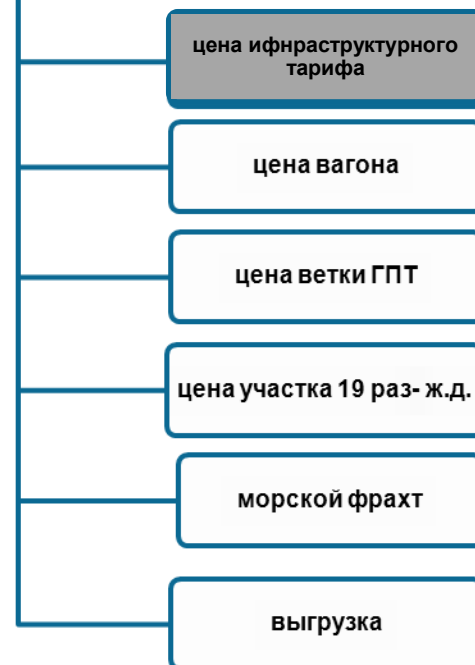 цена ифнраструктурного
тарифа
цена вагона
цена ветки ГПТ
цена участка 19 раз- ж.д.
морской фрахт
выгрузка